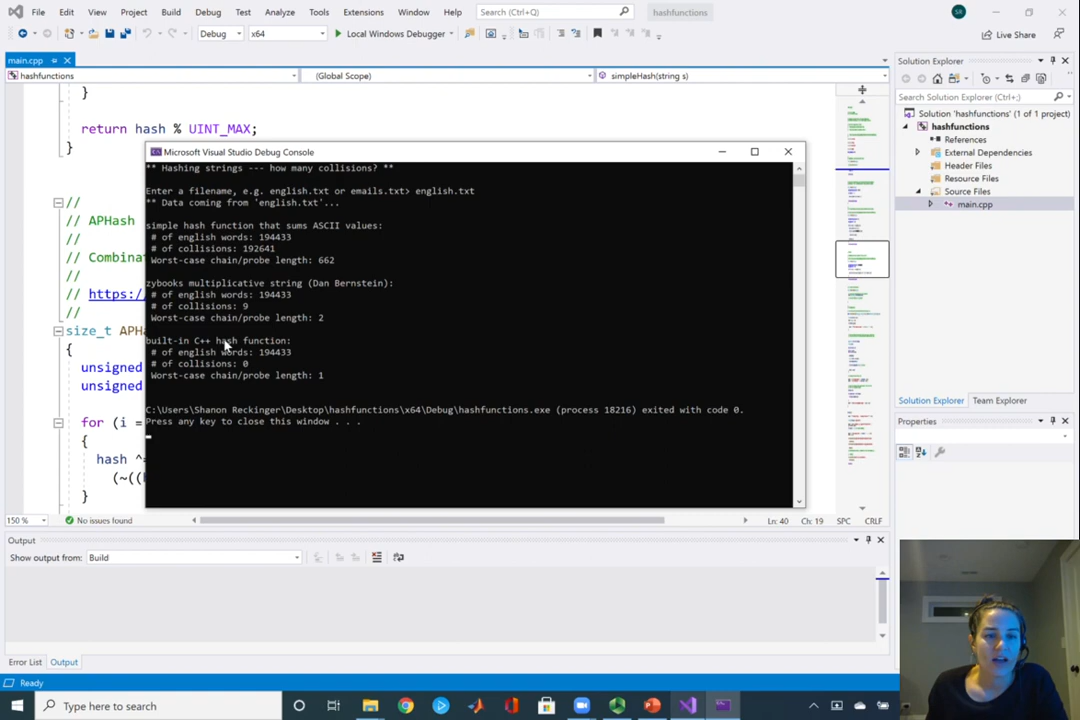 File Edit View Project Build Debug Test Analyze Tools Extensions Window Help Search (Ctrl+Q) hashfunctions SR
Debug x64 Local Windows Debugger Live Share
main.cpp
hashfunctions (Global Scope) simpleHash(string s)
}
return hash % UINT_MAX;
}
//
// APHash
//
// Combinat
//
// https:/
//
size_t APHa
{
unsigned
unsigned
for (i =
{
hash ^=
(~((
}
Microsoft Visual Studio Debug Console
** Hashing strings --- how many collisions? **
Enter a filename, e.g. english.txt or emails.txt> english.txt
** Data coming from 'english.txt'...
simple hash function that sums ASCII values:
# of english words: 194433
# of collisions: 192641
Worst-case chain/probe length: 662
zybooks multiplicative string (Dan Bernstein):
# of english words: 194433
# of collisions: 9
Worst-case chain/probe length: 2
built-in C++ hash function:
# of english words: 194433
# of collisions: 0
Worst-case chain/probe length: 1
C:\Users\Shanon Reckinger\Desktop\hashfunctions\x64\Debug\hashfunctions.exe (process 18216) exited with code 0.
Press any key to close this window . . .
150 % No issues found Ln: 40 Ch: 19 SPC CRLF
Output
Show output from: Build
Error List Output
Ready
Solution Explorer
Search Solution Explorer (Ctrl+;)
Solution 'hashfunctions' (1 of 1 project)
hashfunctions
References
External Dependencies
Header Files
Resource Files
Source Files
main.cpp
Solution Explorer Team Explorer
Properties
Type here to search